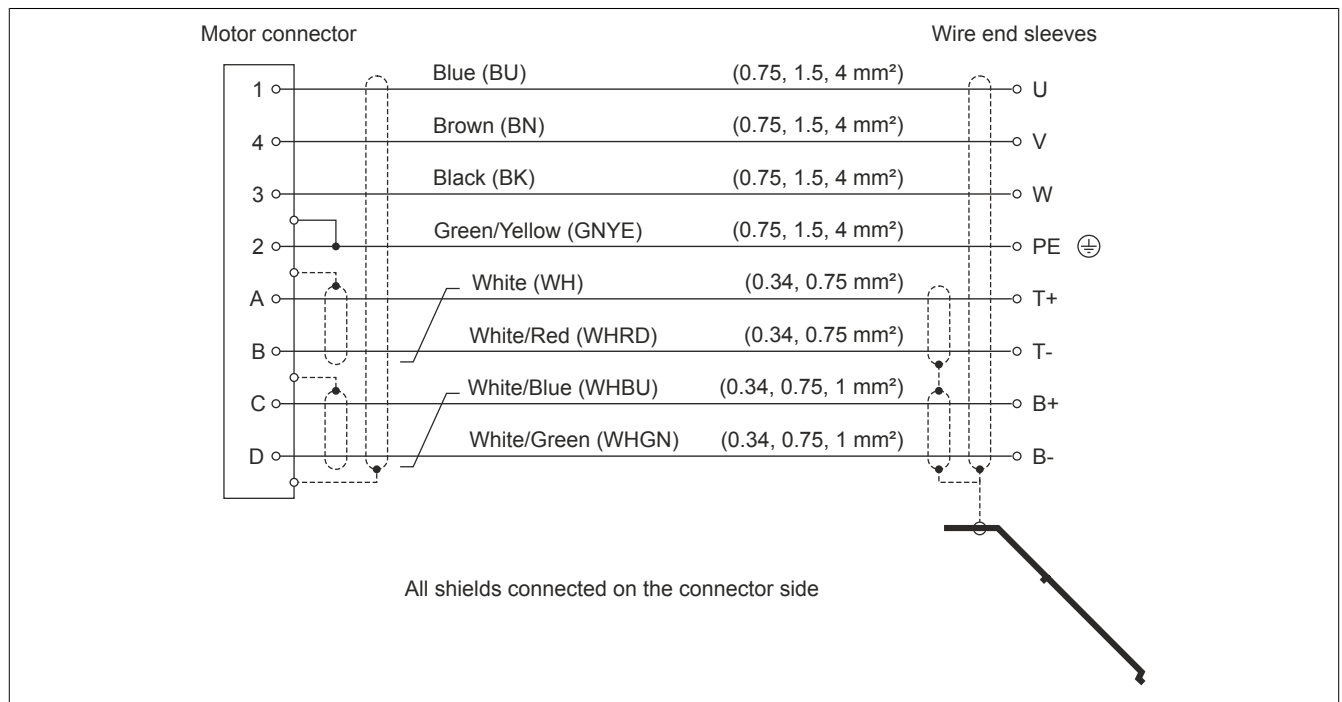 Motor connector Wire end sleeves
1 Blue (BU) (0.75, 1.5, 4 mm²) U
4 Brown (BN) (0.75, 1.5, 4 mm²) V
3 Black (BK) (0.75, 1.5, 4 mm²) W
2 Green/Yellow (GNYE) (0.75, 1.5, 4 mm²) PE
A White (WH) (0.34, 0.75 mm²) T+
B White/Red (WHRD) (0.34, 0.75 mm²) T-
C White/Blue (WHBU) (0.34, 0.75, 1 mm²) B+
D White/Green (WHGN) (0.34, 0.75, 1 mm²) B-
All shields connected on the connector side